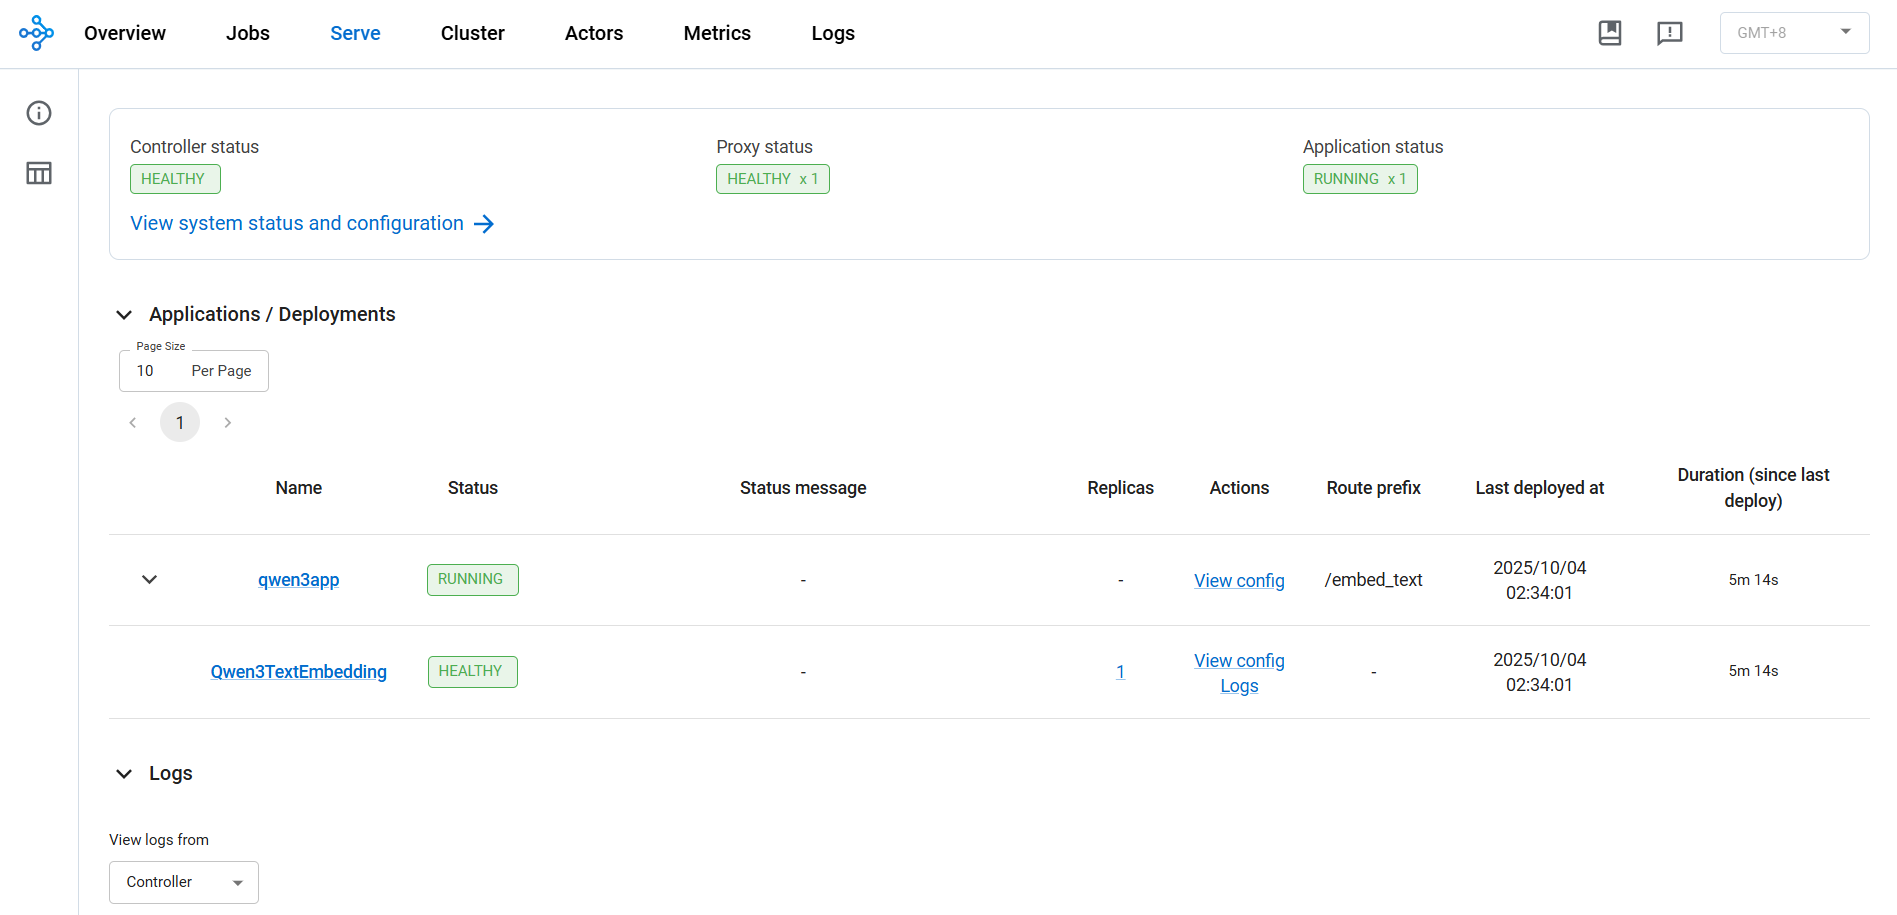 Overview Jobs Serve Cluster Actors Metrics Logs GMT+8
Controller status Proxy status Application status
HEALTHY HEALTHY x 1 RUNNING x 1
View system status and configuration
Applications / Deployments
Page Size
10 Per Page
1
Name Status Status message Replicas Actions Route prefix Last deployed at Duration (since last
deploy)
qwen3app RUNNING - - View config /embed_text 2025/10/04
02:34:01 5m 14s
Qwen3TextEmbedding HEALTHY - 1 View config
Logs - 2025/10/04
02:34:01 5m 14s
Logs
View logs from
Controller